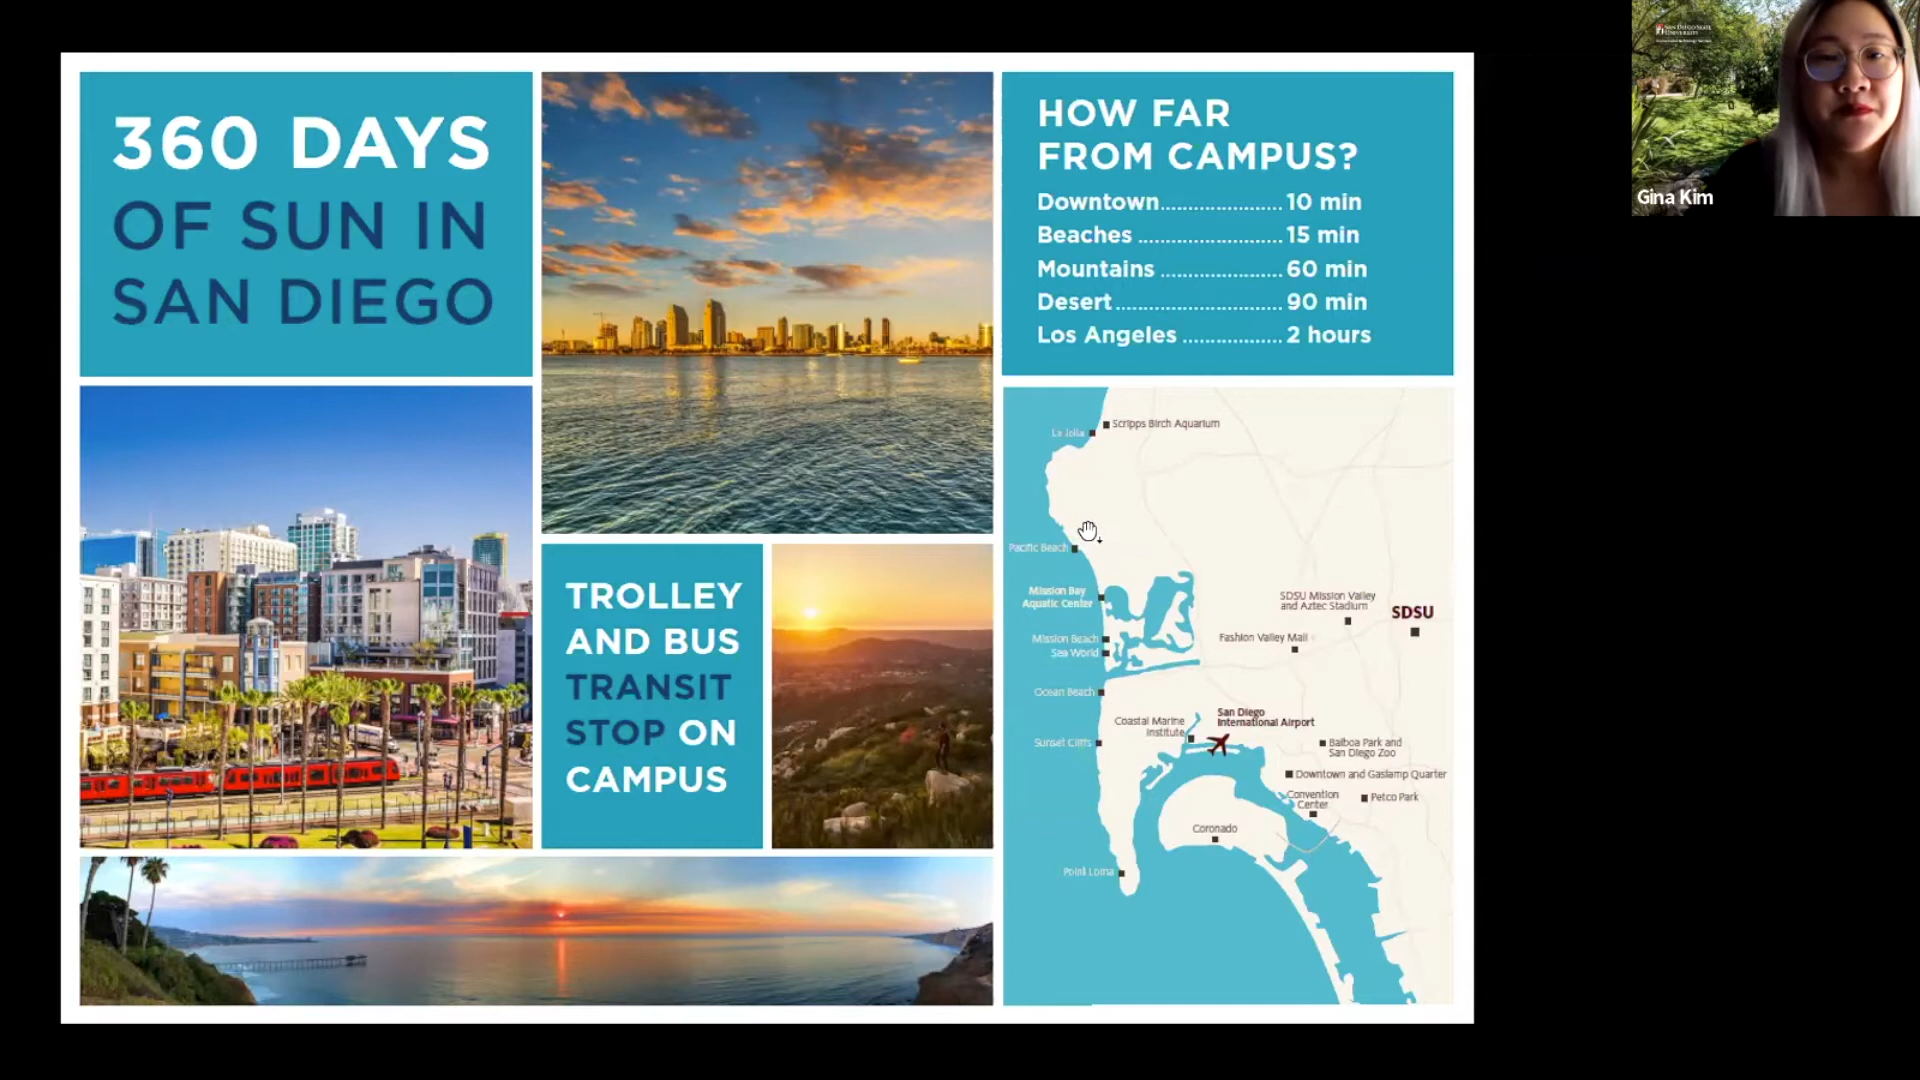 360 DAYS
OF SUN IN
SAN DIEGO
HOW FAR
FROM CAMPUS?
Downtown...................... 10 min
Beaches .......................... 15 min
Mountains ...................... 60 min
Desert.............................. 90 min
Los Angeles .................. 2 hours
TROLLEY
AND BUS
TRANSIT
STOP ON
CAMPUS
La Jolla
Scripps Birch Aquarium
Pacific Beach
Mission Bay
Aquatic Center
Mission Beach
Sea World
Ocean Beach
Sunset Cliffs
Point Loma
SDSU Mission Valley
and Aztec Stadium
SDSU
Fashion Valley Mall
San Diego
International Airport
Coastal Marine
Institute
Balboa Park and
San Diego Zoo
Downtown and Gaslamp Quarter
Convention
Center
Petco Park
Coronado
SAN DIEGO STATE
UNIVERSITY
Gina Kim